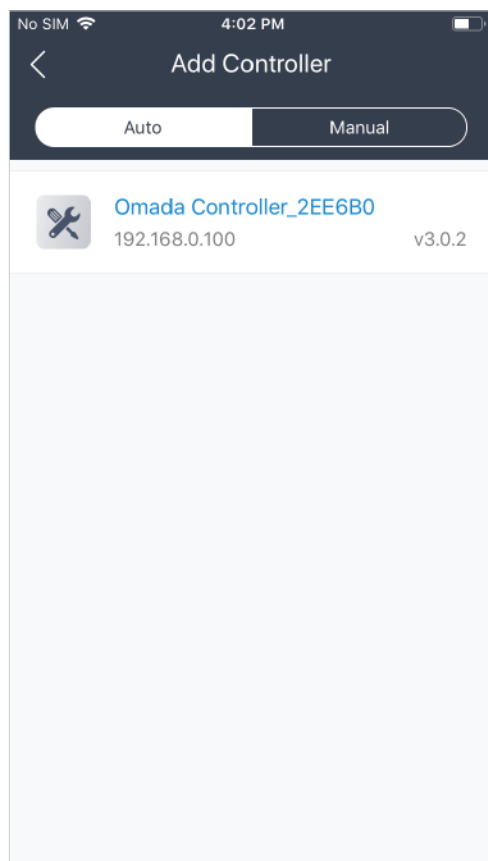 No SIM 4:02 PM
Add Controller
Auto Manual
Omada Controller_2EE6B0
192.168.0.100 v3.0.2